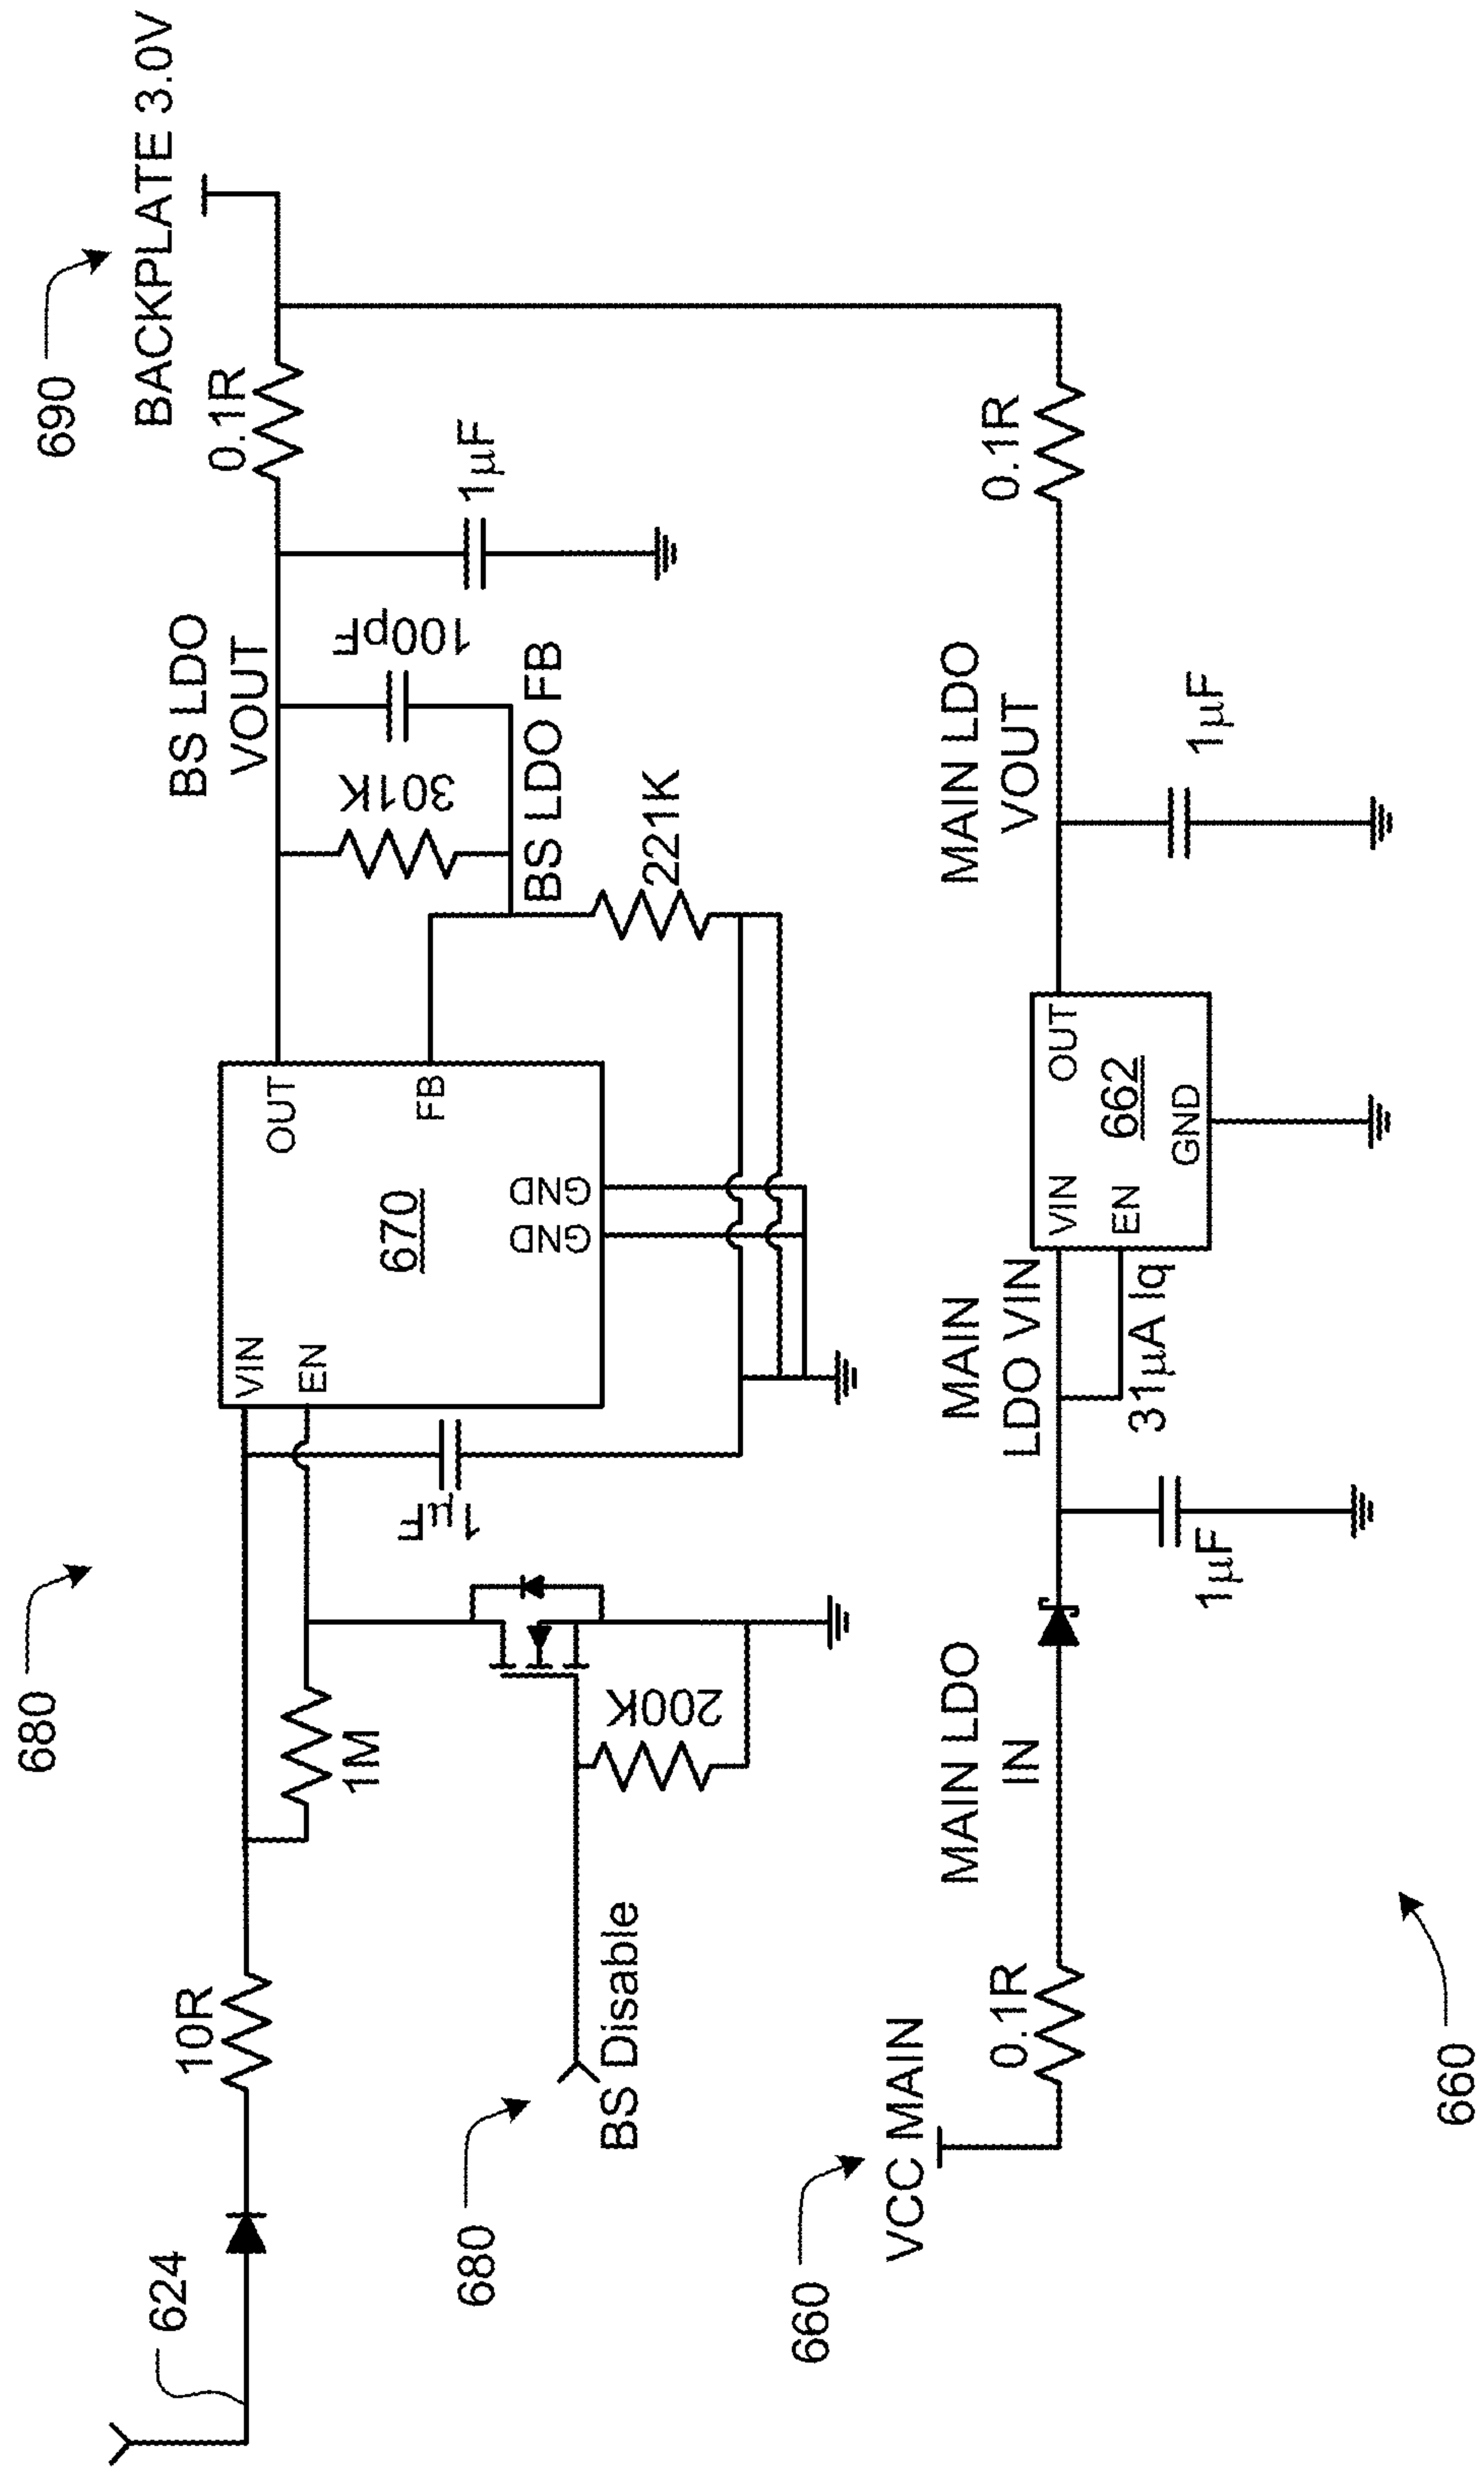 690
BACKPLATE 3.0V
680
624
10R
1M
VIN
EN
OUT
FB
670
GND
GND
BS LDO
VOUT
0.1R
1µF
301K
100pF
BS LDO FB
221K
1µF
200K
680
BS Disable
660
VCC MAIN
0.1R
MAIN LDO
IN
1µF
MAIN
LDO VIN
31µA Iq
VIN
EN
OUT
662
GND
MAIN LDO
VOUT
1µF
0.1R
660